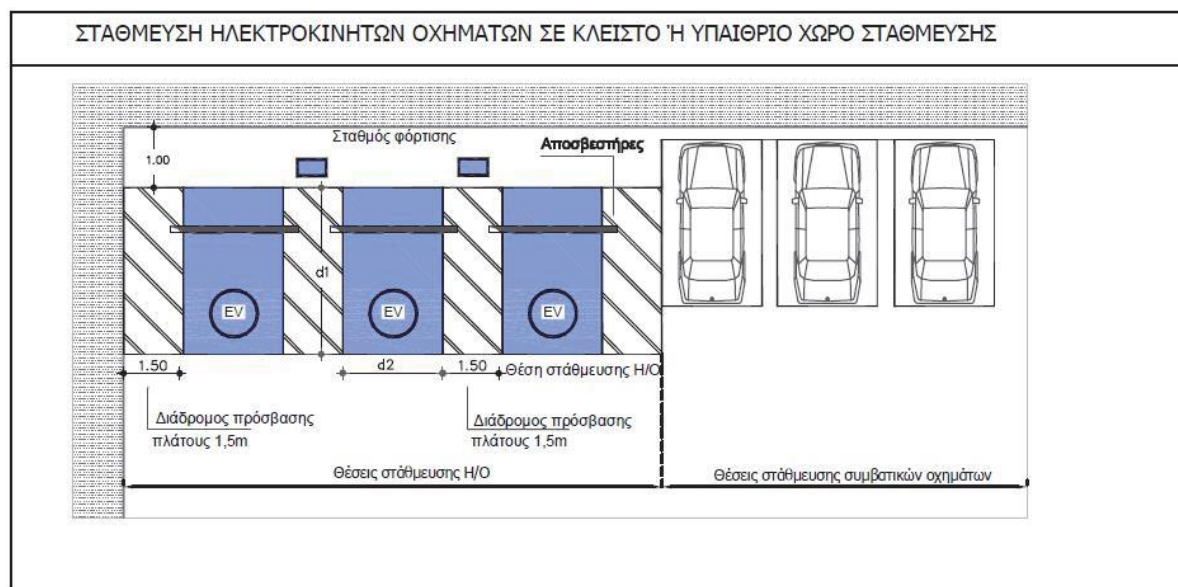 ΣΤΑΘΜΕΥΣΗ ΗΛΕΚΤΡΟΚΙΝΗΤΩΝ ΟΧΗΜΑΤΩΝ ΣΕ ΚΛΕΙΣΤΟ Ή ΥΠΑΙΘΡΙΟ ΧΩΡΟ ΣΤΑΘΜΕΥΣΗΣ
Σταθμός φόρτισης
Αποσβεστήρες
1.00
d1
EV
EV
EV
1.50
d2
1.50
Θέση στάθμευσης Η/Ο
Διάδρομος πρόσβασης
πλάτους 1,5m
Διάδρομος πρόσβασης
πλάτους 1,5m
Θέσεις στάθμευσης Η/Ο
Θέσεις στάθμευσης συμβατικών οχημάτων